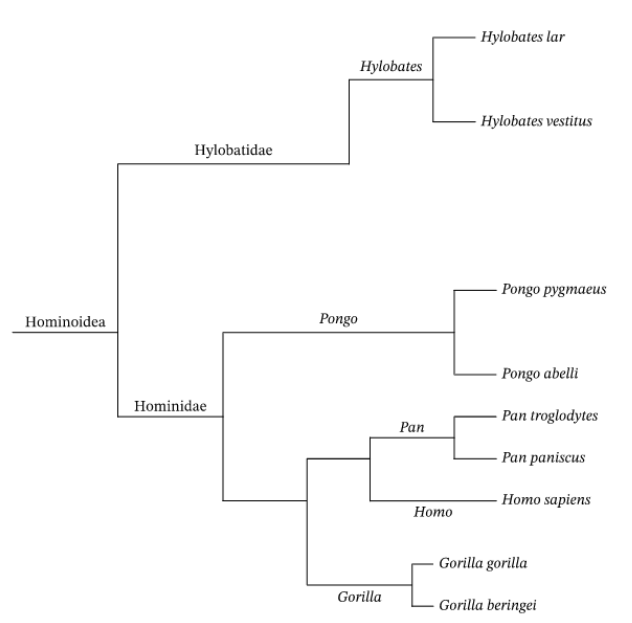 Hylobates lar
Hylobates
Hylobates vestitus
Hylobatidae
Pongo pygmaeus
Pongo
Hominoidea
Pongo abelli
Hominidae
Pan troglodytes
Pan
Pan paniscus
Homo sapiens
Homo
Gorilla gorilla
Gorilla
Gorilla beringei